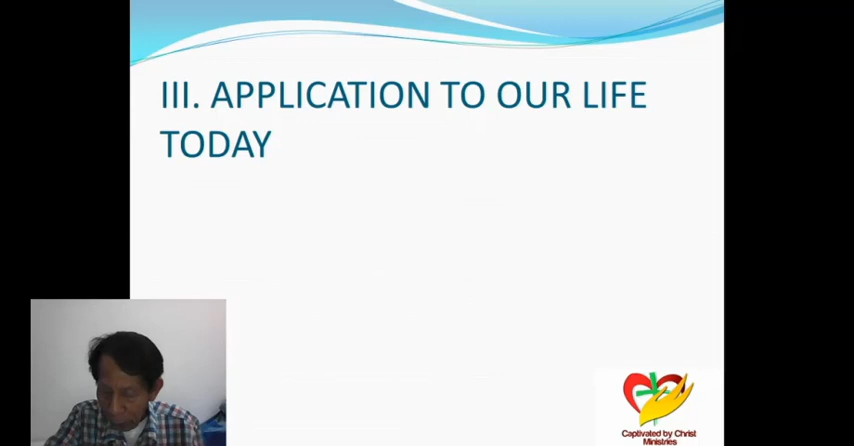 III. APPLICATION TO OUR LIFE
TODAY
Captivated by Christ
Ministries